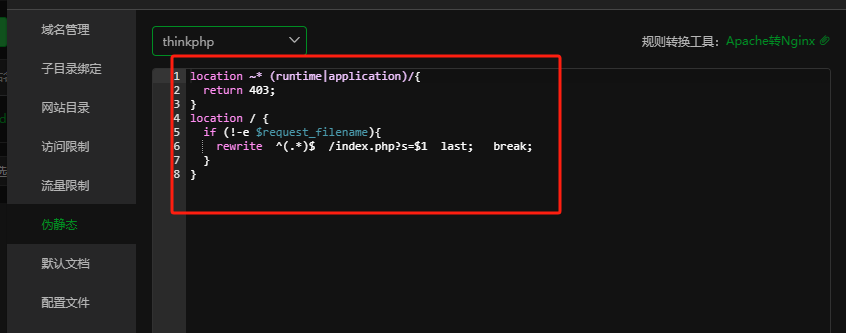 域名管理
子目录绑定
网站目录
访问限制
流量限制
伪静态
默认文档
配置文件
thinkphp
规则转换工具：Apache转Nginx
1 location ~* (runtime|application)/{
2   return 403;
3 }
4 location / {
5   if (!-e $request_filename){
6     rewrite  ^(.*)$  /index.php?s=$1  last;   break;
7   }
8 }